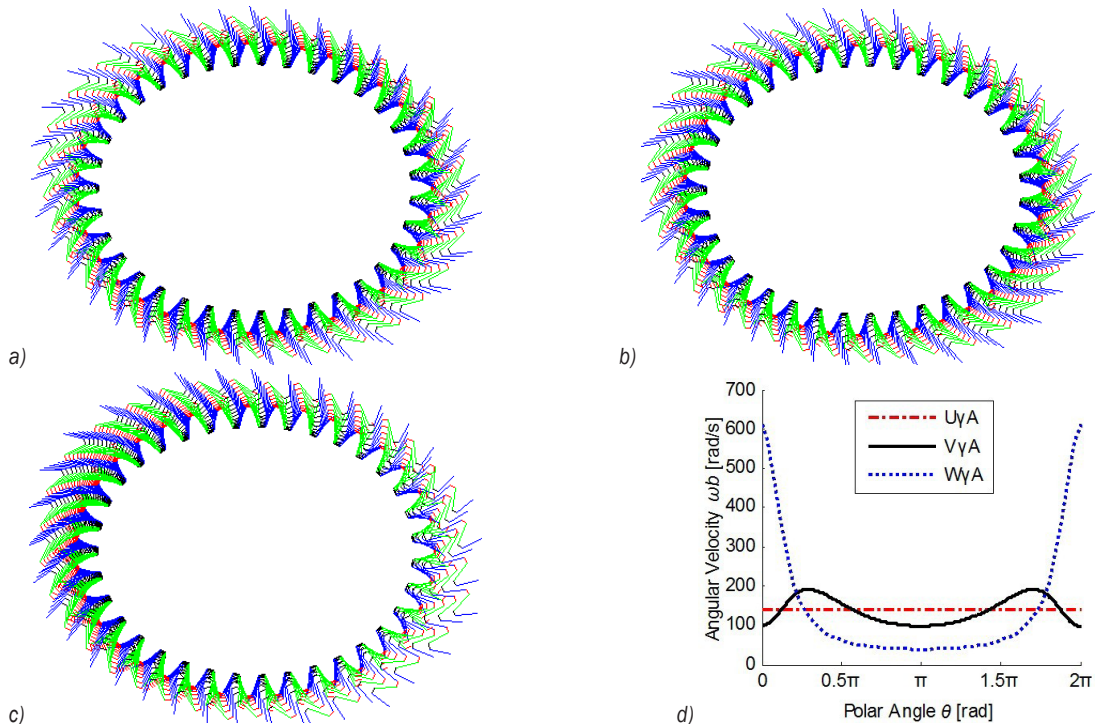 a)
b)
c)
700
600
500
400
300
200
100
0
Angular Velocity ωb [rad/s]
UγA
VγA
WγA
0
0.5π
π
1.5π
2π
Polar Angle θ [rad]
d)